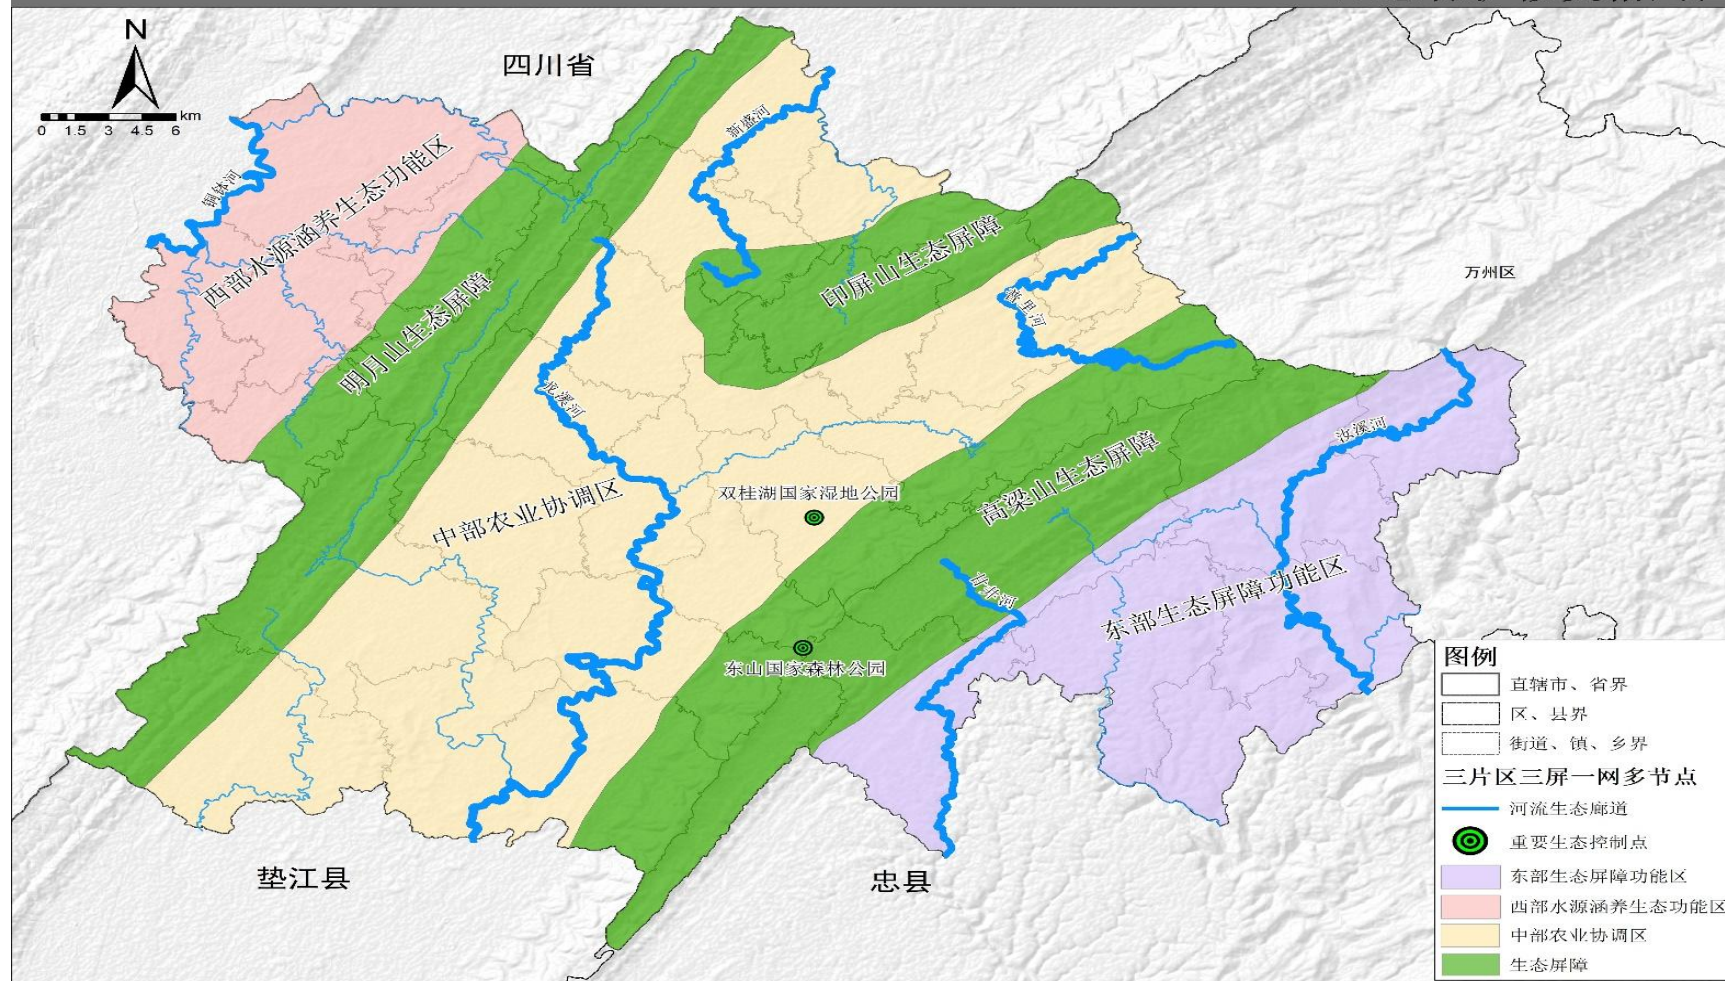 N
0 1.5 3 4.5 6 km
四川省
新盛河
铜钵河
西部水源涵养生态功能区
明月山生态屏障
印屏山生态屏障
万州区
普里河
龙溪河
汝溪河
双桂湖国家湿地公园
中部农业协调区
高梁山生态屏障
甘井河
东部生态屏障功能区
东山国家森林公园
垫江县
忠县
图例
直辖市、省界
区、县界
街道、镇、乡界
三片区三屏一网多节点
河流生态廊道
重要生态控制点
东部生态屏障功能区
西部水源涵养生态功能区
中部农业协调区
生态屏障